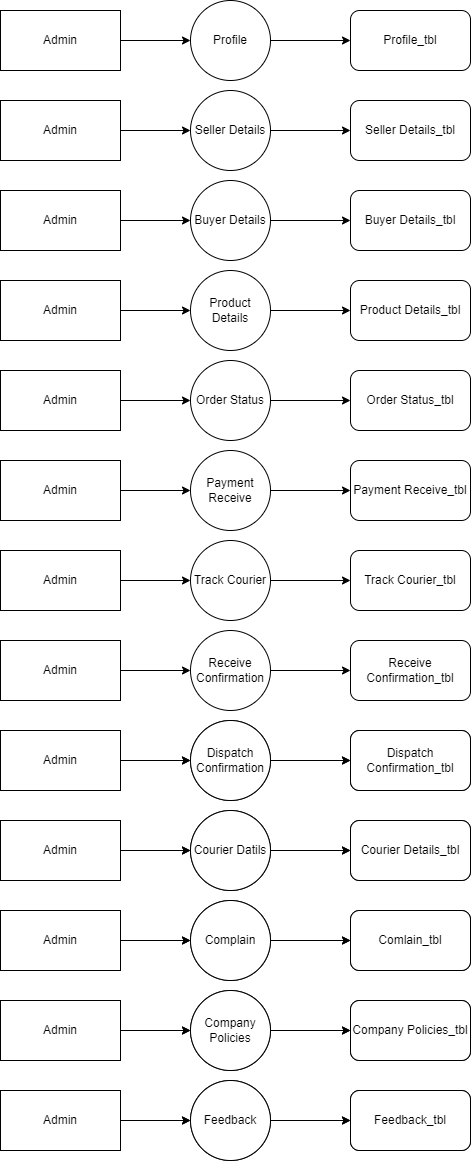 Admin
Profile
Profile_tbl
Admin
Seller Details
Seller Details_tbl
Admin
Buyer Details
Buyer Details_tbl
Admin
Product
Details
Product Details_tbl
Admin
Order Status
Order Status_tbl
Admin
Payment
Receive
Payment Receive_tbl
Admin
Track Courier
Track Courier_tbl
Admin
Receive
Confirmation
Receive
Confirmation_tbl
Admin
Dispatch
Confirmation
Dispatch
Confirmation_tbl
Admin
Courier Datils
Courier Details_tbl
Admin
Complain
Comlain_tbl
Admin
Company
Policies
Company Policies_tbl
Admin
Feedback
Feedback_tbl